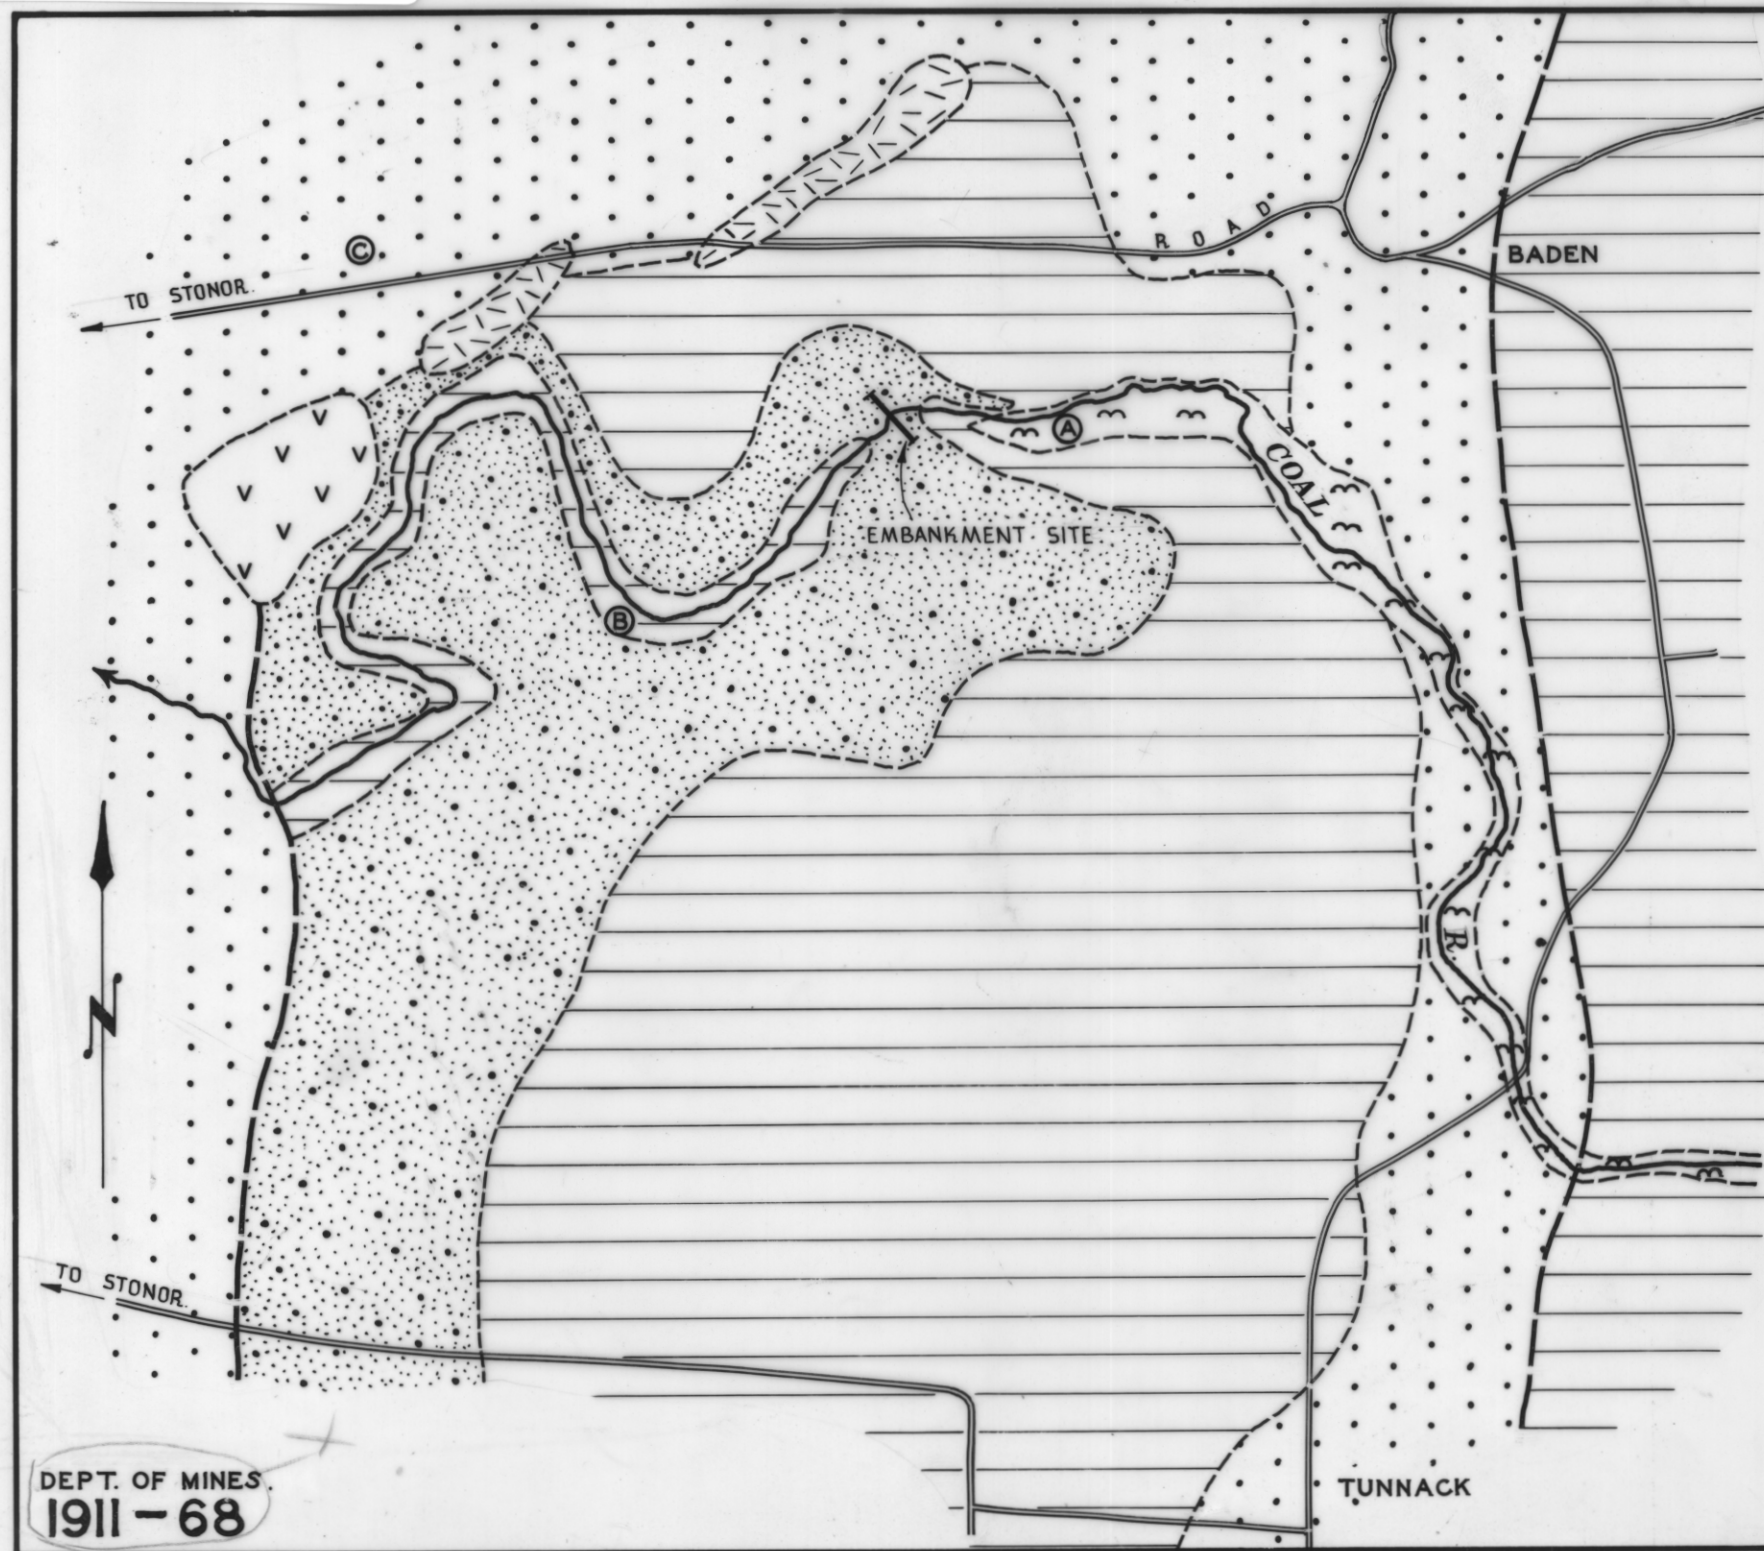 ROAD
BADEN
C
TO STONOR.
COAL
A
EMBANKMENT SITE.
B
R
N
TO STONOR.
TUNNACK
DEPT. OF MINES.
1911-68